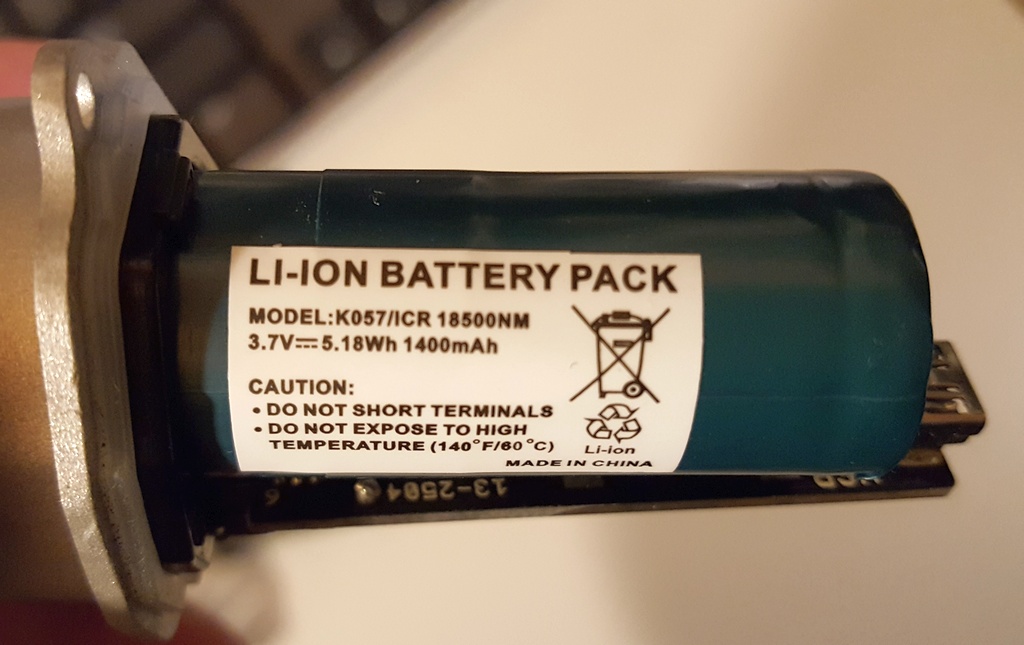 LI-ION BATTERY PACK
MODEL:K057/ICR 18500NM
3.7V⎓5.18Wh 1400mAh
CAUTION:
• DO NOT SHORT TERMINALS
• DO NOT EXPOSE TO HIGH
TEMPERATURE (140°F/60°C)
Li-ion
MADE IN CHINA
13-2504